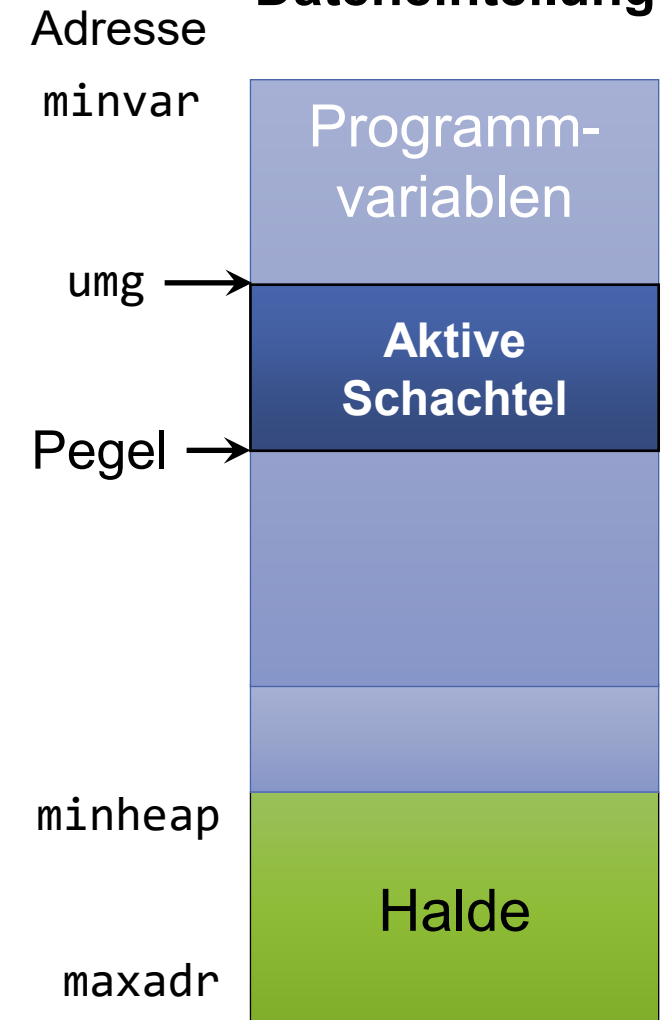 Adresse
minvar
Programm-
variablen
umg
Aktive
Schachtel
Pegel
minheap
Halde
maxadr